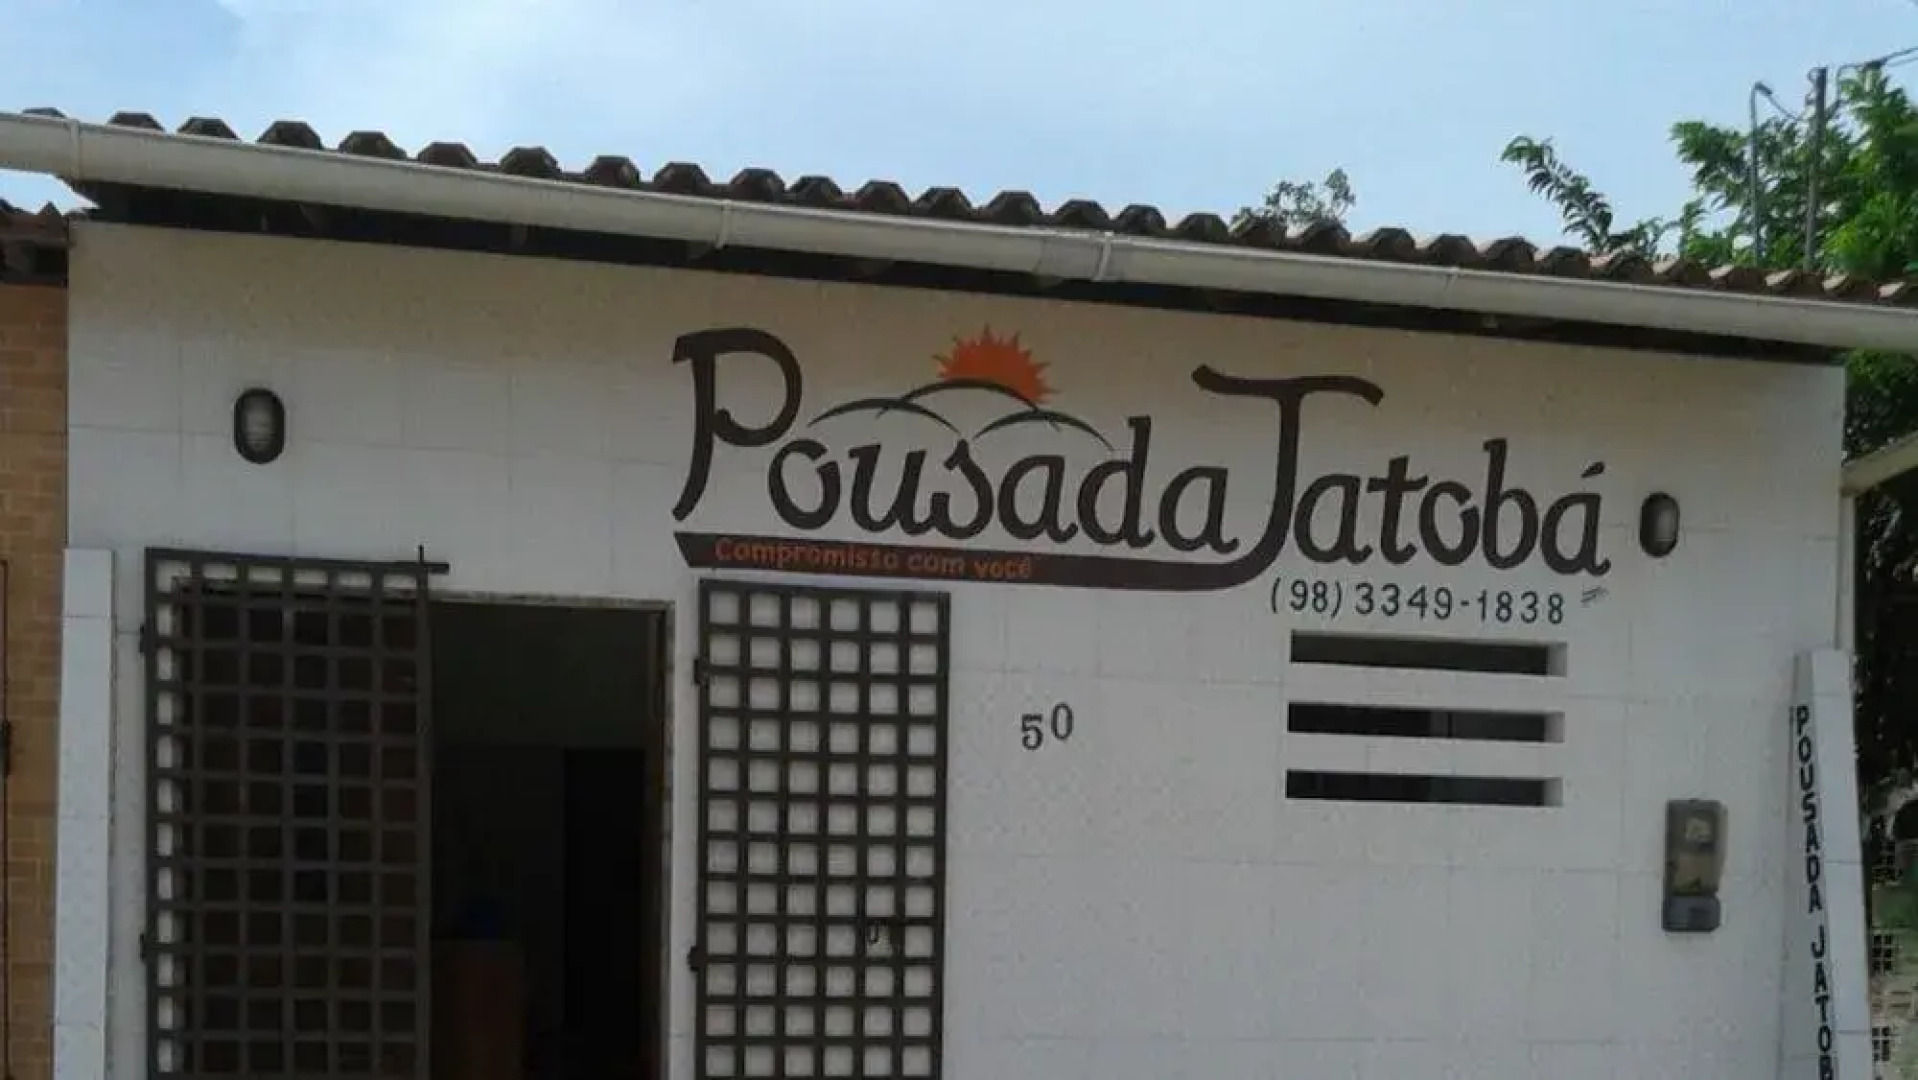 Pousada Jatobá
Compromisso com você
(98) 3349-1838
50
POUSADA JATOB